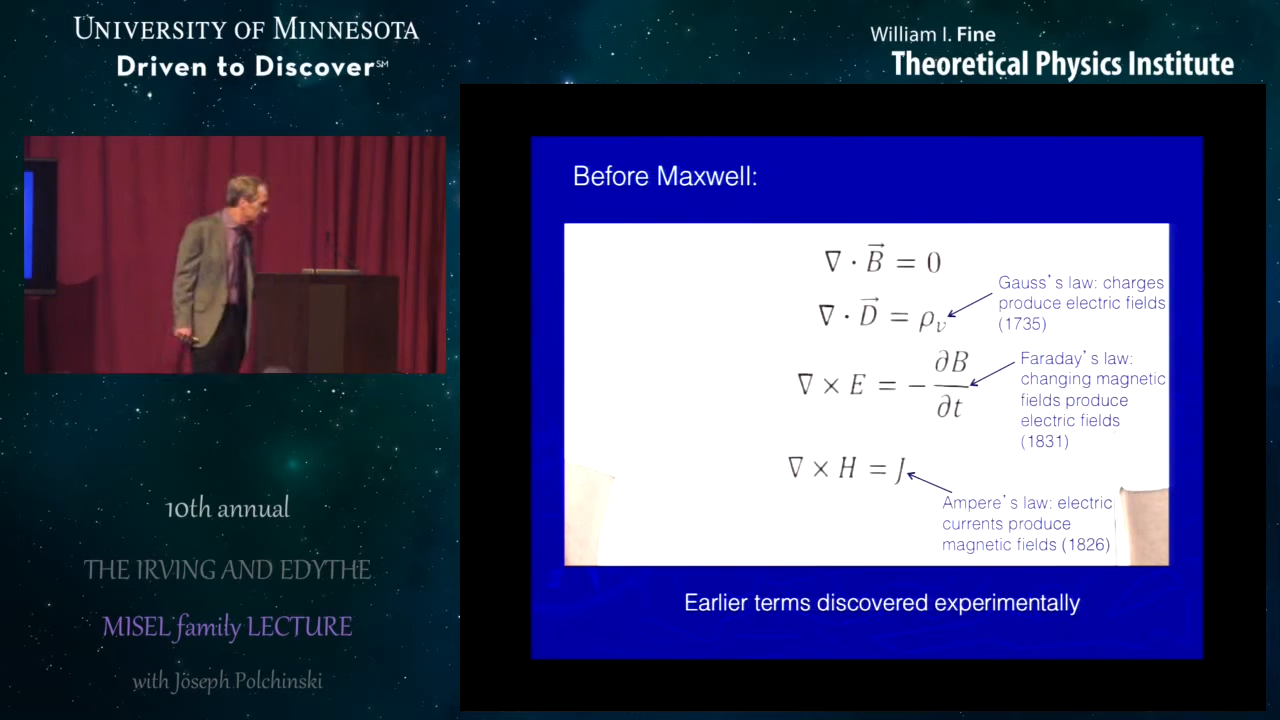 UNIVERSITY OF MINNESOTA
Driven to Discover℠
William I. Fine
Theoretical Physics Institute
Before Maxwell:
∇ · B⃗ = 0
∇ · D⃗ = ρᵥ
Gauss's law: charges
produce electric fields
(1735)
∇ × E = − ∂B/∂t
Faraday's law:
changing magnetic
fields produce
electric fields
(1831)
∇ × H = J
Ampere's law: electric
currents produce
magnetic fields (1826)
Earlier terms discovered experimentally
10th annual
THE IRVING AND EDYTHE
MISEL family LECTURE
with Joseph Polchinski